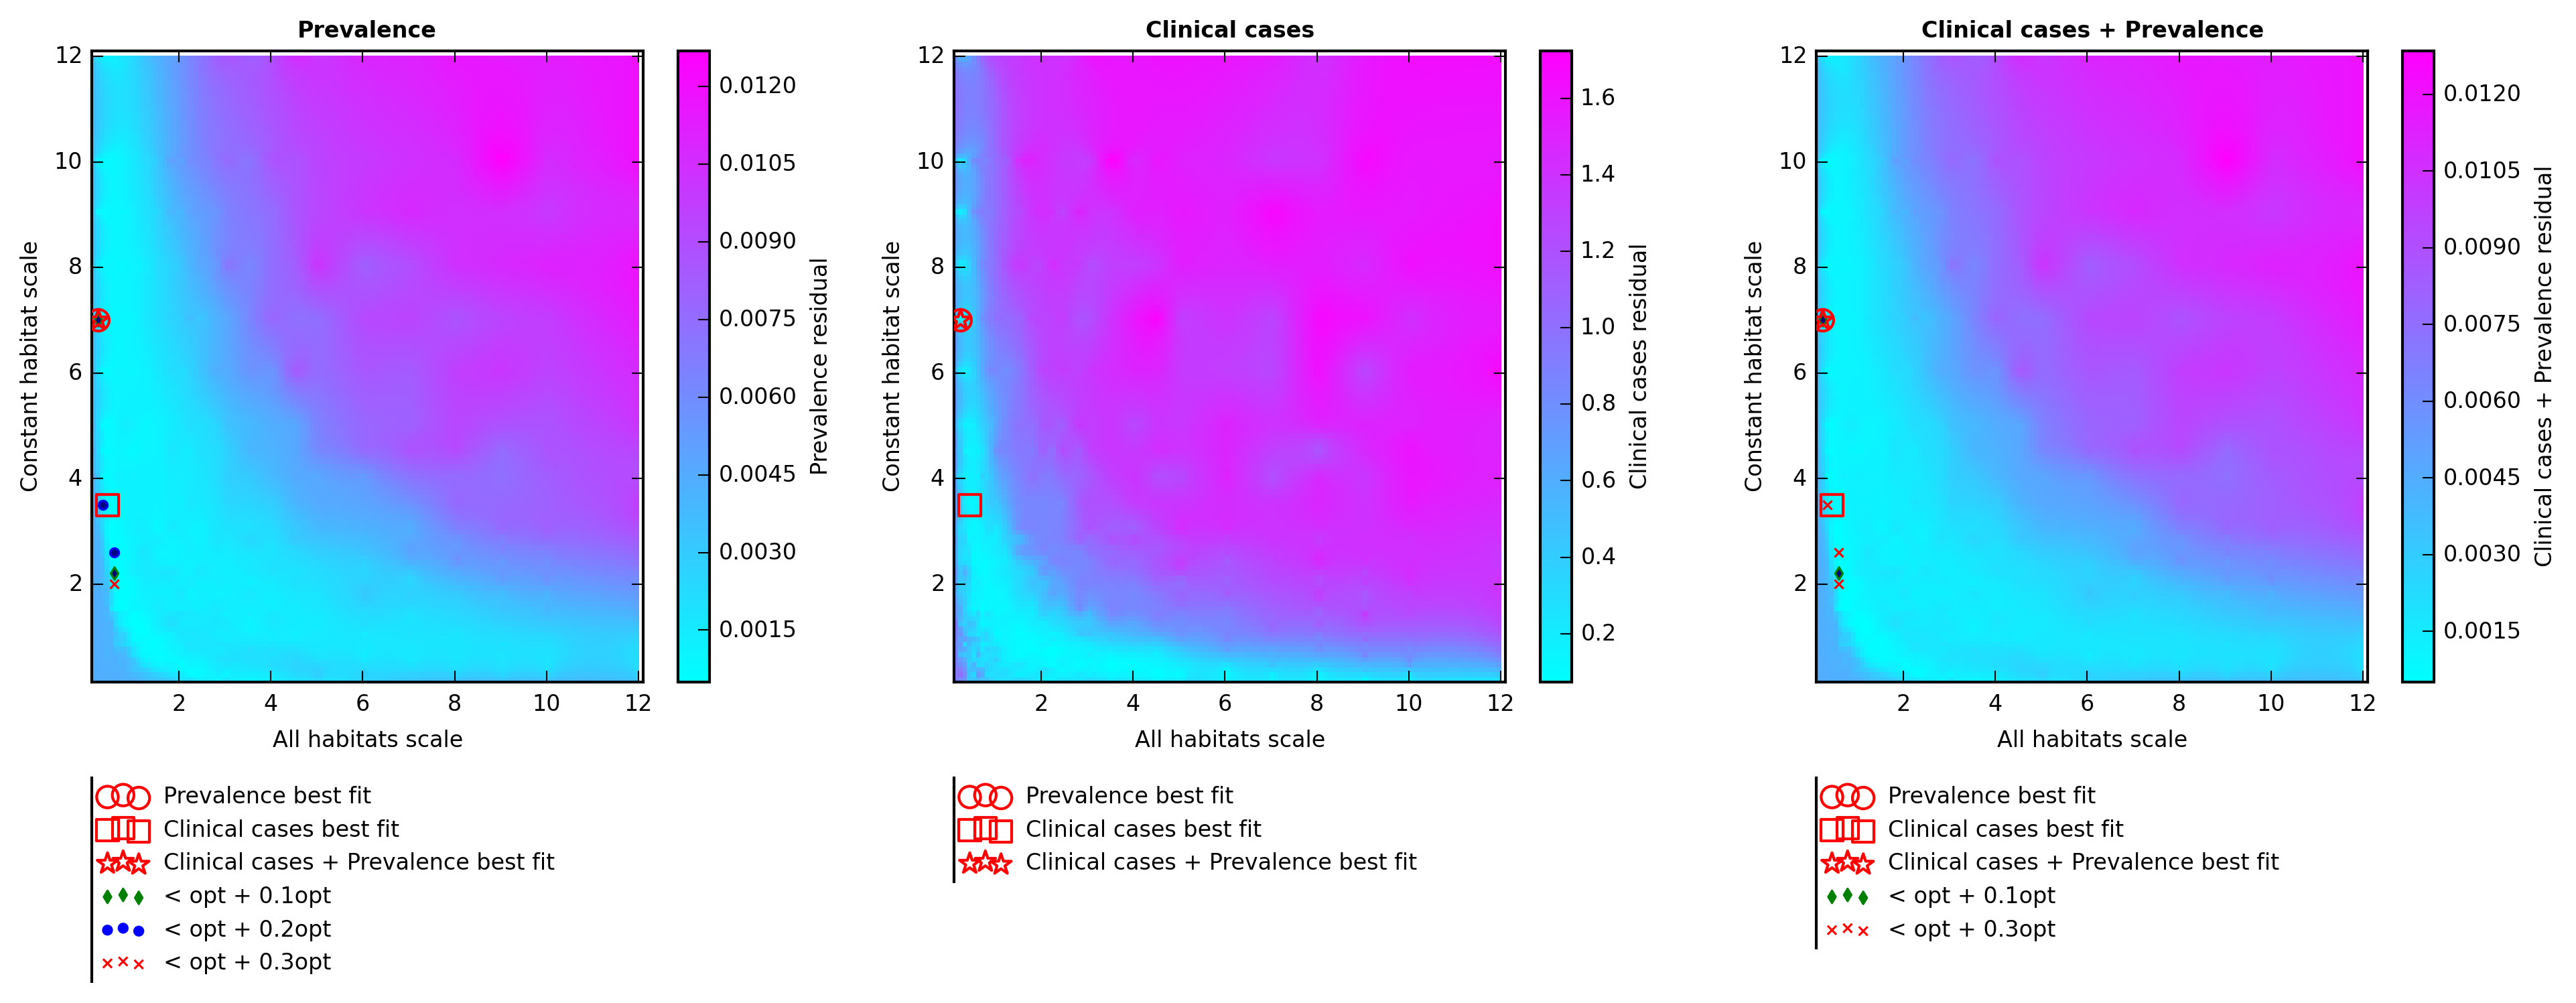 Prevalence
Constant habitat scale
12
10
8
6
4
2
2 4 6 8 10 12
All habitats scale
0.0120
0.0105
0.0090
0.0075
0.0060
0.0045
0.0030
0.0015
Prevalence residual
Prevalence best fit
Clinical cases best fit
Clinical cases + Prevalence best fit
< opt + 0.1opt
< opt + 0.2opt
< opt + 0.3opt
Clinical cases
Constant habitat scale
12
10
8
6
4
2
2 4 6 8 10 12
All habitats scale
1.6
1.4
1.2
1.0
0.8
0.6
0.4
0.2
Clinical cases residual
Prevalence best fit
Clinical cases best fit
Clinical cases + Prevalence best fit
Clinical cases + Prevalence
Constant habitat scale
12
10
8
6
4
2
2 4 6 8 10 12
All habitats scale
0.0120
0.0105
0.0090
0.0075
0.0060
0.0045
0.0030
0.0015
Clinical cases + Prevalence residual
Prevalence best fit
Clinical cases best fit
Clinical cases + Prevalence best fit
< opt + 0.1opt
< opt + 0.3opt